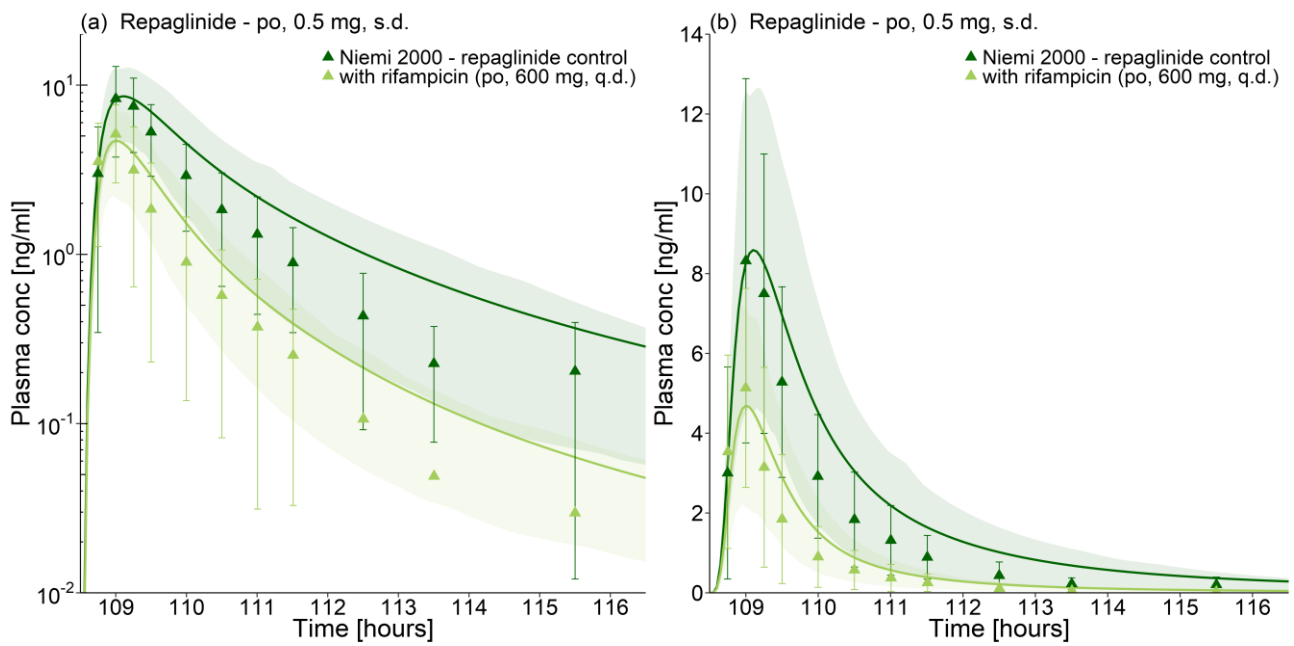 (a) Repaglinide - po, 0.5 mg, s.d.
Niemi 2000 - repaglinide control
with rifampicin (po, 600 mg, q.d.)
Plasma conc [ng/ml]
10¹
10⁰
10⁻¹
10⁻²
109 110 111 112 113 114 115 116
Time [hours]
(b) Repaglinide - po, 0.5 mg, s.d.
Niemi 2000 - repaglinide control
with rifampicin (po, 600 mg, q.d.)
Plasma conc [ng/ml]
14
12
10
8
6
4
2
0
109 110 111 112 113 114 115 116
Time [hours]